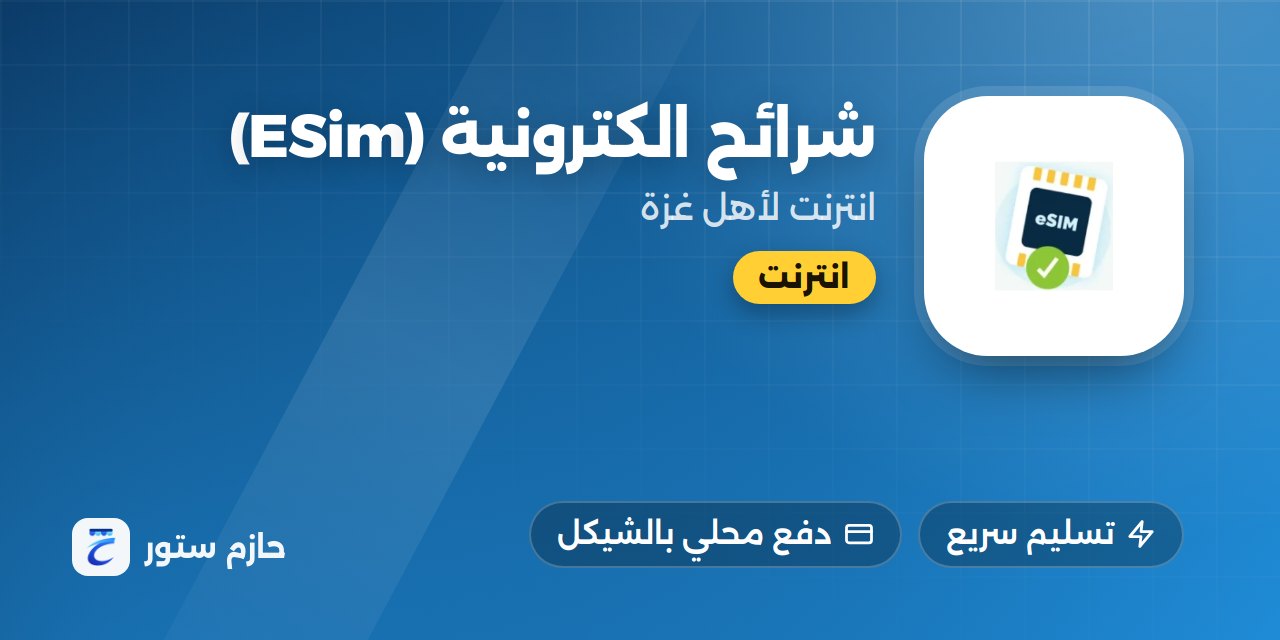 شرائح الكترونية (ESim)
انترنت لأهل غزة
انترنت
eSIM
تسليم سريع
دفع محلي بالشيكل
حازم ستور